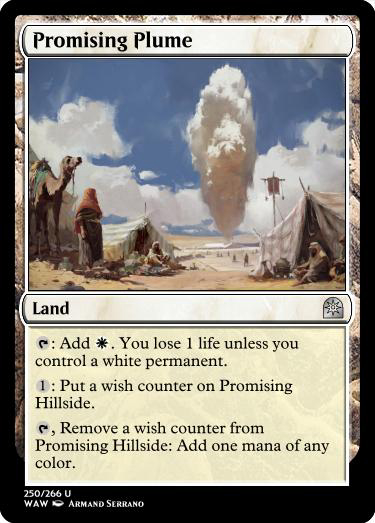 Promising Plume
Land
: Add . You lose 1 life unless you
control a white permanent.
1: Put a wish counter on Promising
Hillside.
, Remove a wish counter from
Promising Hillside: Add one mana of any
color.
250/266 U
WAW Armand Serrano